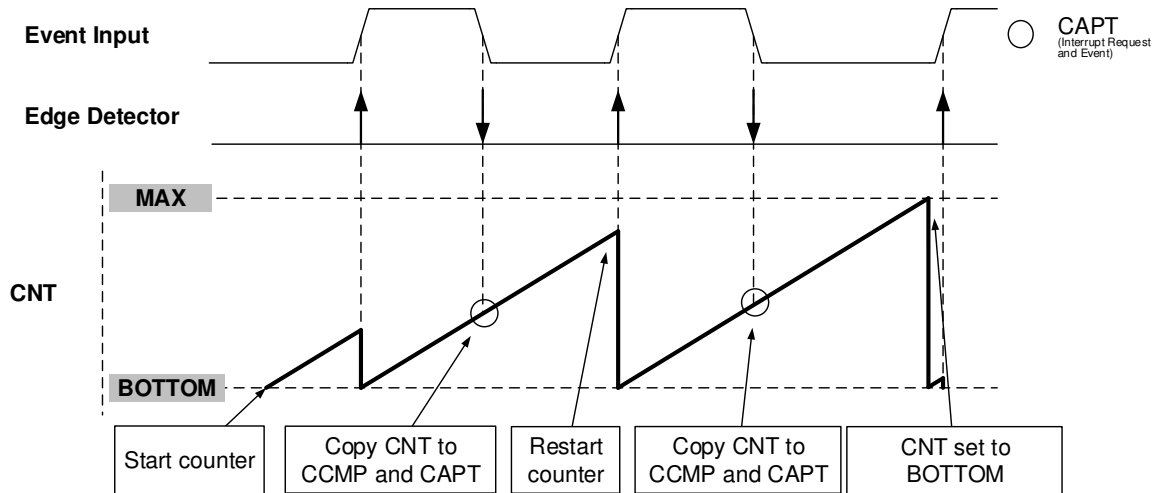 Event Input
CAPT
(Interrupt Request
and Event)
Edge Detector
MAX
CNT
BOTTOM
Start counter
Copy CNT to
CCMP and CAPT
Restart
counter
Copy CNT to
CCMP and CAPT
CNT set to
BOTTOM